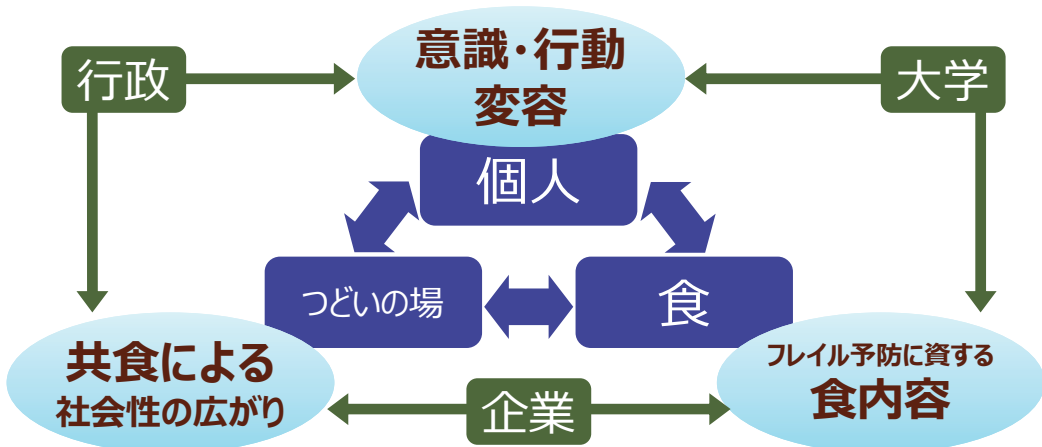 意識・行動
変容
行政
大学
個人
つどいの場
食
共食による
社会性の広がり
フレイル予防に資する
食内容
企業